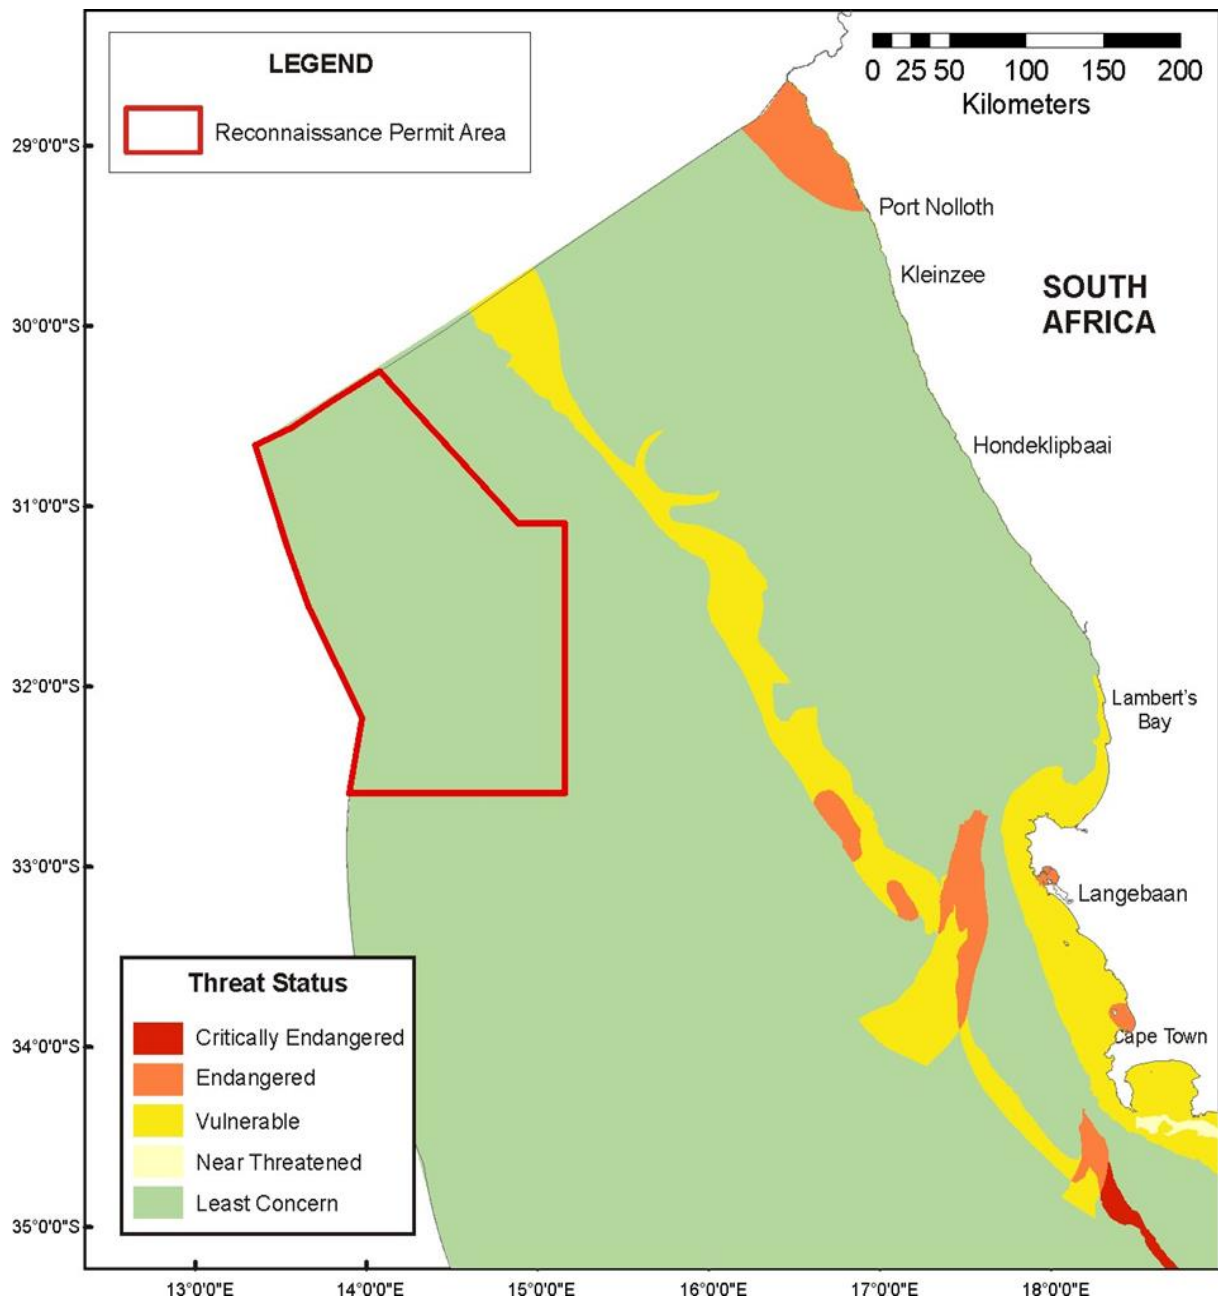 LEGEND
Reconnaissance Permit Area
0 25 50 100 150 200
Kilometers
29°0'0"S
30°0'0"S
31°0'0"S
32°0'0"S
33°0'0"S
34°0'0"S
35°0'0"S
Port Nolloth
Kleinzee
SOUTH
AFRICA
Hondeklipbaai
Lambert's
Bay
Langebaan
Cape Town
Threat Status
Critically Endangered
Endangered
Vulnerable
Near Threatened
Least Concern
13°0'0"E 14°0'0"E 15°0'0"E 16°0'0"E 17°0'0"E 18°0'0"E